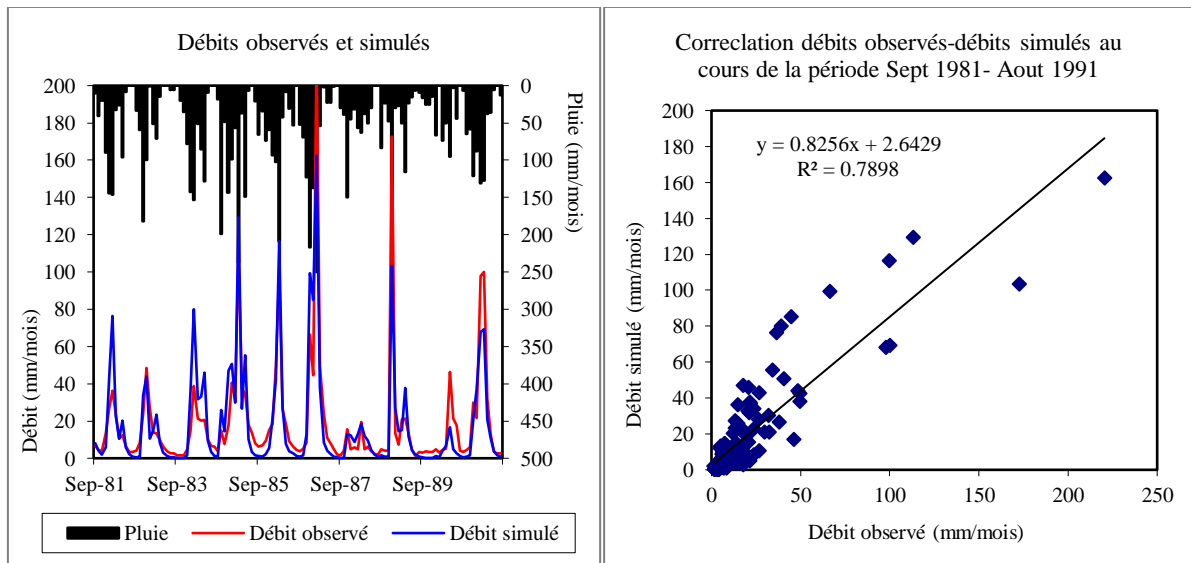 Débits observés et simulés
200
180
160
140
120
100
80
60
40
20
0
Débit (mm/mois)
0
50
100
150
200
250
300
350
400
450
500
Pluie (mm/mois)
Sep-81 Sep-83 Sep-85 Sep-87 Sep-89
Pluie Débit observé Débit simulé
Correclation débits observés-débits simulés au
cours de la période Sept 1981- Aout 1991
y = 0.8256x + 2.6429
R² = 0.7898
200
180
160
140
120
100
80
60
40
20
0
Débit simulé (mm/mois)
0 50 100 150 200 250
Débit observé (mm/mois)